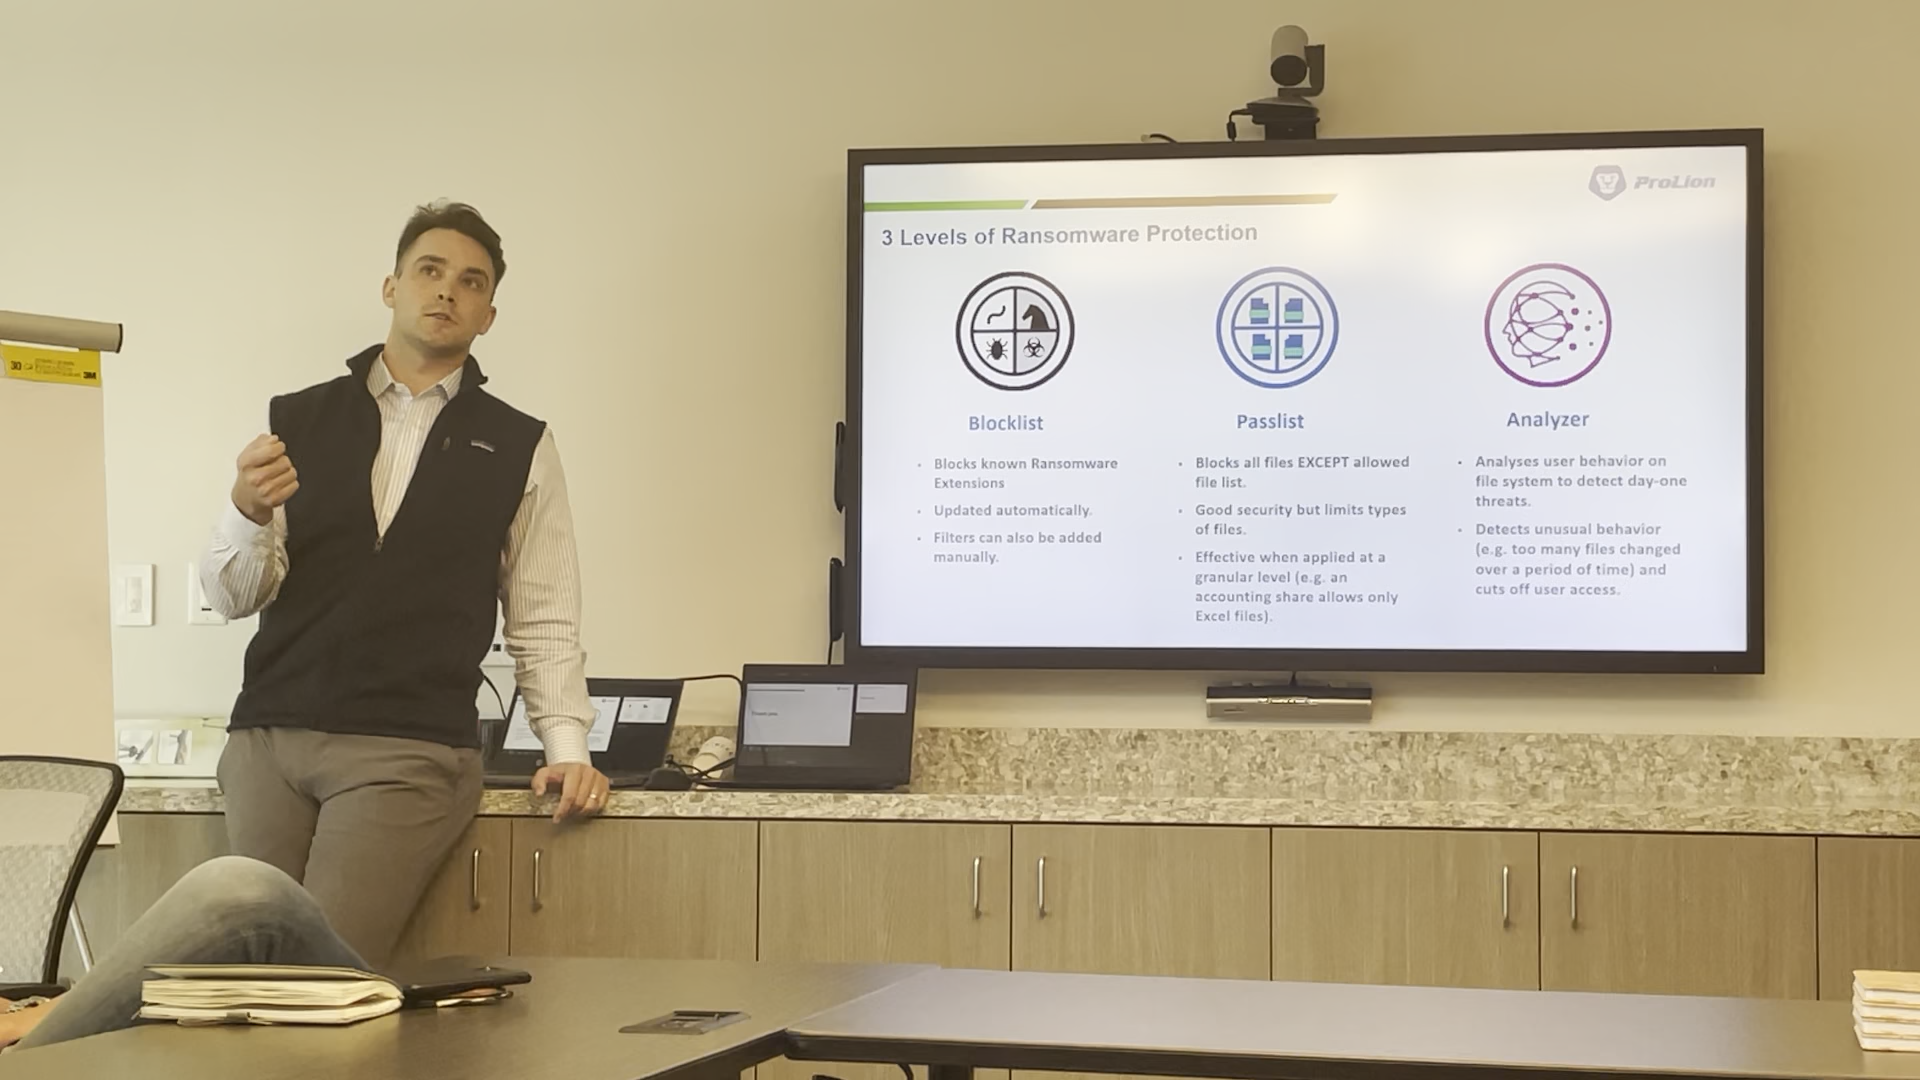 ProLion
3 Levels of Ransomware Protection
Blocklist
Blocks known Ransomware
Extensions
Updated automatically.
Filters can also be added
manually.
Passlist
Blocks all files EXCEPT allowed
file list.
Good security but limits types
of files.
Effective when applied at a
granular level (e.g. an
accounting share allows only
Excel files).
Analyzer
Analyses user behavior on
file system to detect day-one
threats.
Detects unusual behavior
(e.g. too many files changed
over a period of time) and
cuts off user access.
30
3M